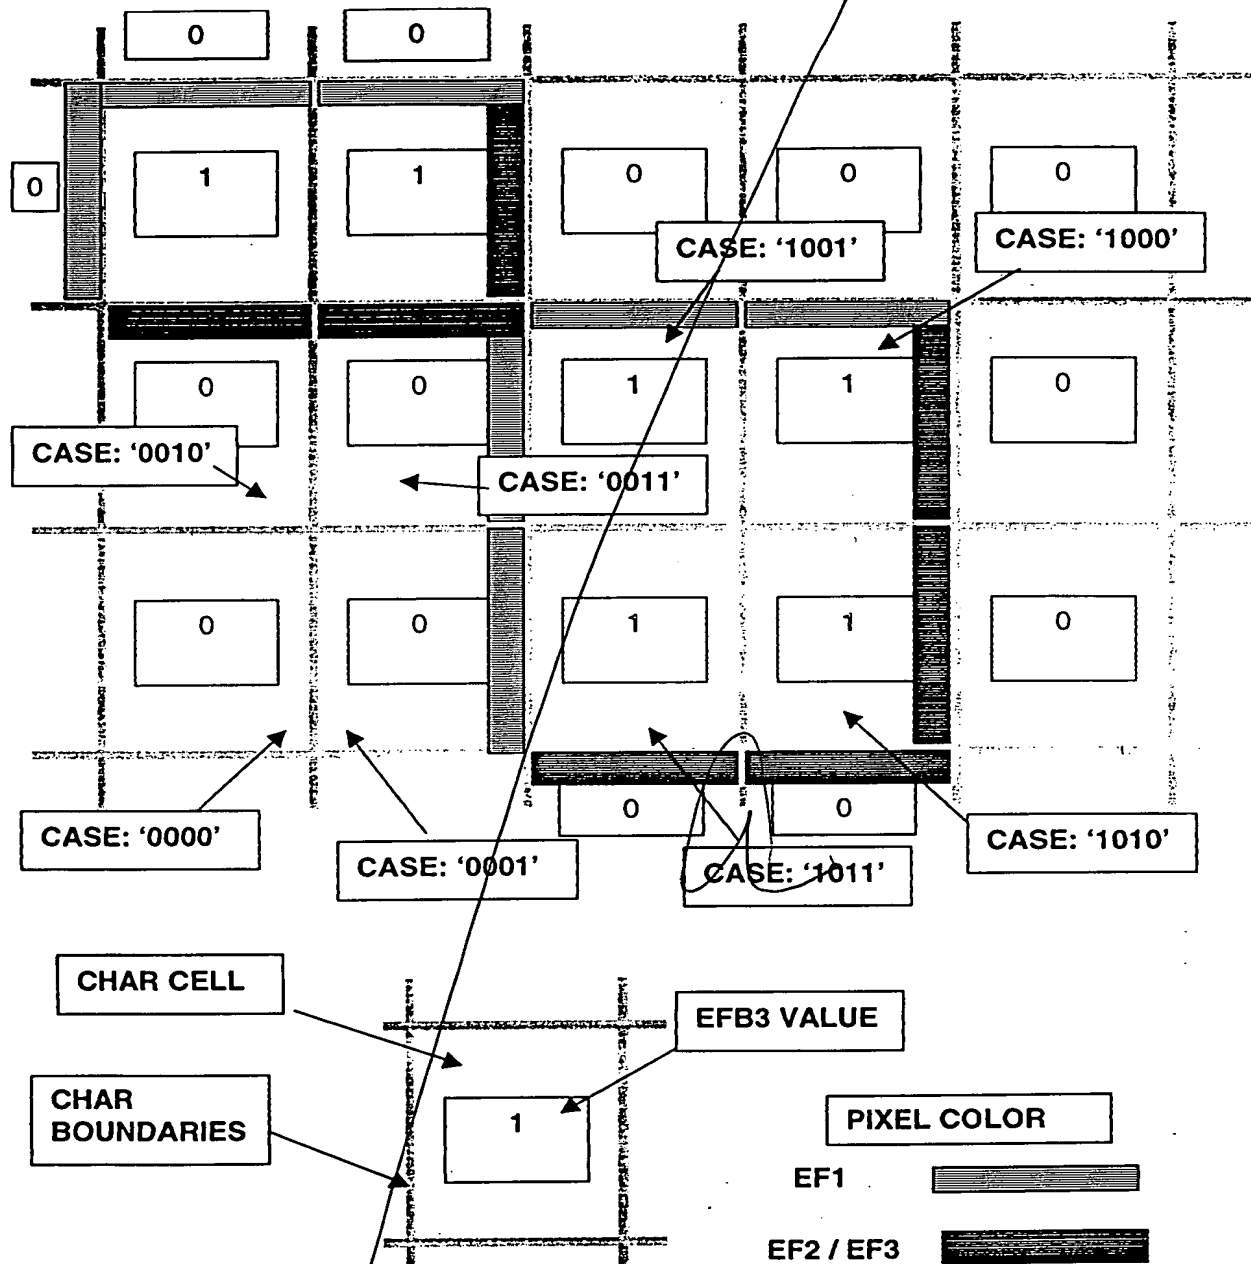 0 0
0 1 1 0 0 0
CASE: ‘1001’ CASE: ‘1000’
0 0 1 1 0
CASE: ‘0010’ CASE: ‘0011’
0 0 1 1 0
0 0
CASE: ‘0000’ CASE: ‘0001’ CASE: ‘1011’ CASE: ‘1010’
CHAR CELL
EFB3 VALUE
CHAR
BOUNDARIES
1
PIXEL COLOR
EF1
EF2 / EF3